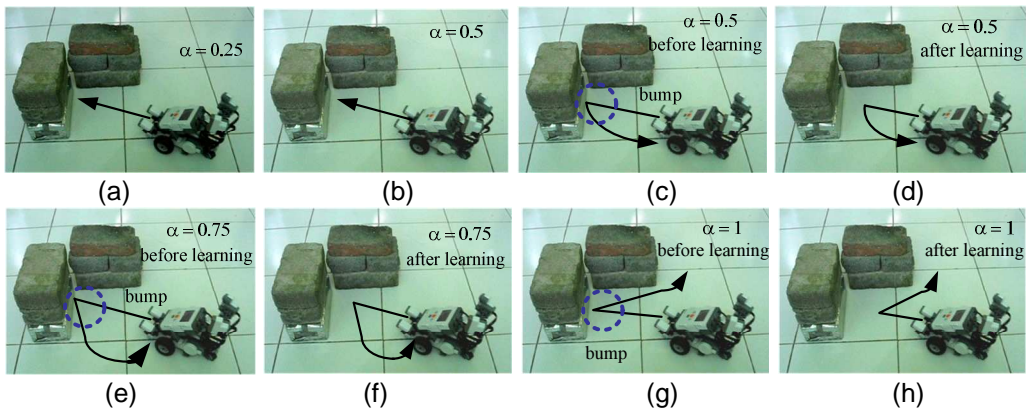 α = 0.25
α = 0.5
α = 0.5
before learning
bump
α = 0.5
after learning
(a)
(b)
(c)
(d)
α = 0.75
before learning
bump
α = 0.75
after learning
α = 1
before learning
bump
α = 1
after learning
(e)
(f)
(g)
(h)